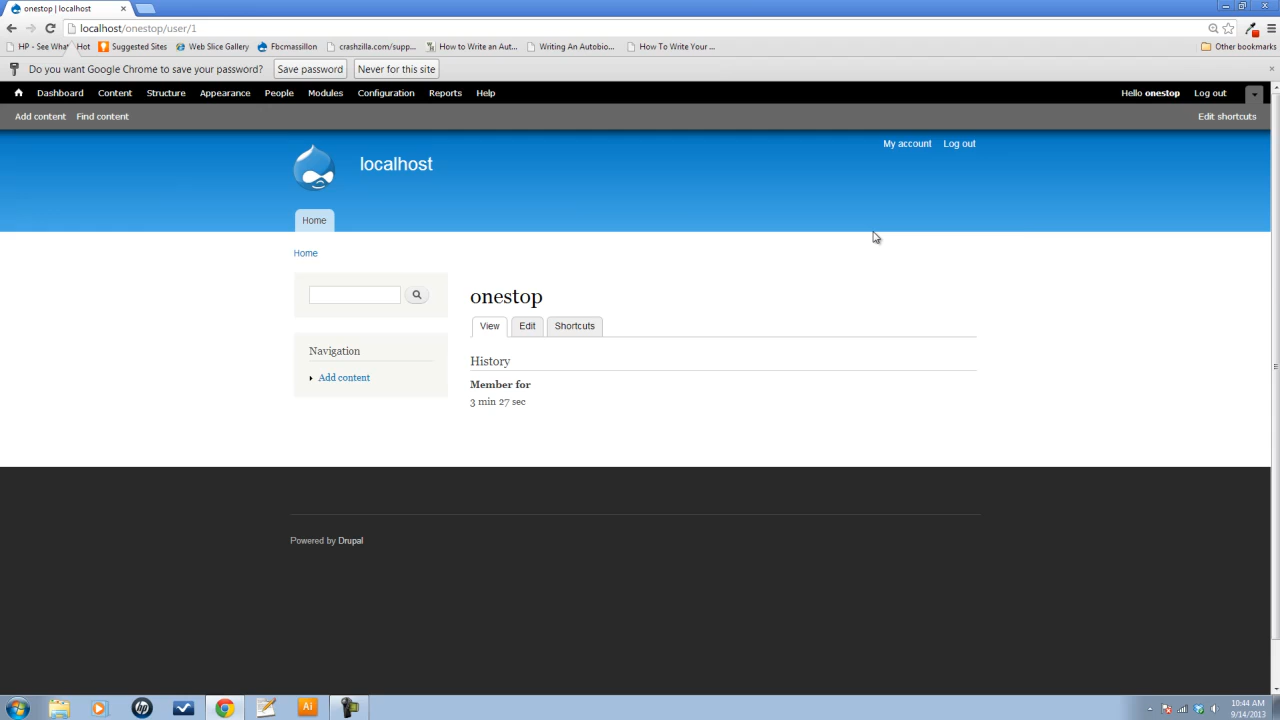 onestop | localhost
localhost/onestop/user/1
HP - See What Hot Suggested Sites Web Slice Gallery Fbcmassillon crashzilla.com/supp... How to Write an Aut... Writing An Autobio... How To Write Your ... Other bookmarks
Do you want Google Chrome to save your password? Save password Never for this site
Dashboard Content Structure Appearance People Modules Configuration Reports Help Hello onestop Log out
Add content Find content Edit shortcuts
My account Log out
localhost
Home
Home
onestop
View Edit Shortcuts
Navigation
Add content
History
Member for
3 min 27 sec
Powered by Drupal
hp Ai
10:44 AM
9/14/2013